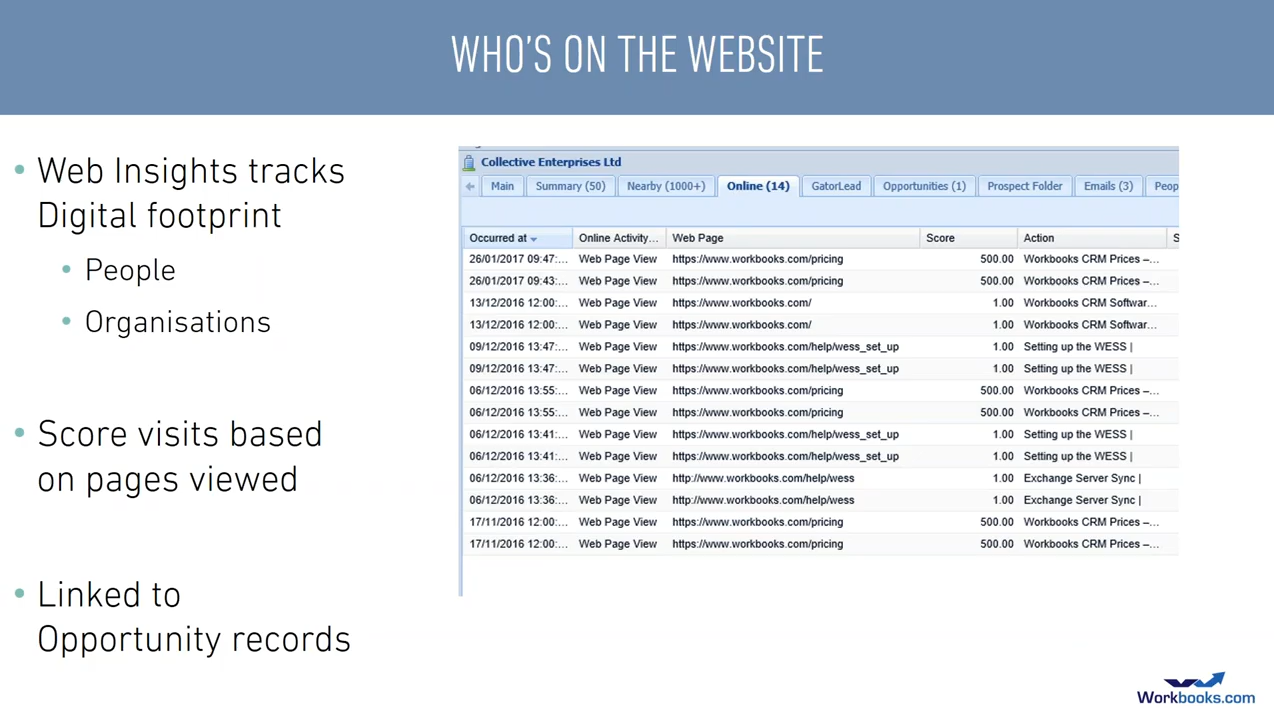 WHO'S ON THE WEBSITE
• Web Insights tracks
Digital footprint
• People
• Organisations
• Score visits based
on pages viewed
• Linked to
Opportunity records
Collective Enterprises Ltd
Main Summary (50) Nearby (1000+) Online (14) GatorLead Opportunities (1) Prospect Folder Emails (3) Peop
Occurred at Online Activity... Web Page Score Action S
26/01/2017 09:47:... Web Page View https://www.workbooks.com/pricing 500.00 Workbooks CRM Prices –...
26/01/2017 09:43:... Web Page View https://www.workbooks.com/pricing 500.00 Workbooks CRM Prices –...
13/12/2016 12:00:... Web Page View https://www.workbooks.com/ 1.00 Workbooks CRM Softwar...
13/12/2016 12:00:... Web Page View https://www.workbooks.com/ 1.00 Workbooks CRM Softwar...
09/12/2016 13:47:... Web Page View https://www.workbooks.com/help/wess_set_up 1.00 Setting up the WESS |
09/12/2016 13:47:... Web Page View https://www.workbooks.com/help/wess_set_up 1.00 Setting up the WESS |
06/12/2016 13:55:... Web Page View https://www.workbooks.com/pricing 500.00 Workbooks CRM Prices –...
06/12/2016 13:55:... Web Page View https://www.workbooks.com/pricing 500.00 Workbooks CRM Prices –...
06/12/2016 13:41:... Web Page View https://www.workbooks.com/help/wess_set_up 1.00 Setting up the WESS |
06/12/2016 13:41:... Web Page View https://www.workbooks.com/help/wess_set_up 1.00 Setting up the WESS |
06/12/2016 13:36:... Web Page View http://www.workbooks.com/help/wess 1.00 Exchange Server Sync |
06/12/2016 13:36:... Web Page View http://www.workbooks.com/help/wess 1.00 Exchange Server Sync |
17/11/2016 12:00:... Web Page View https://www.workbooks.com/pricing 500.00 Workbooks CRM Prices –...
17/11/2016 12:00:... Web Page View https://www.workbooks.com/pricing 500.00 Workbooks CRM Prices –...
Workbooks.com